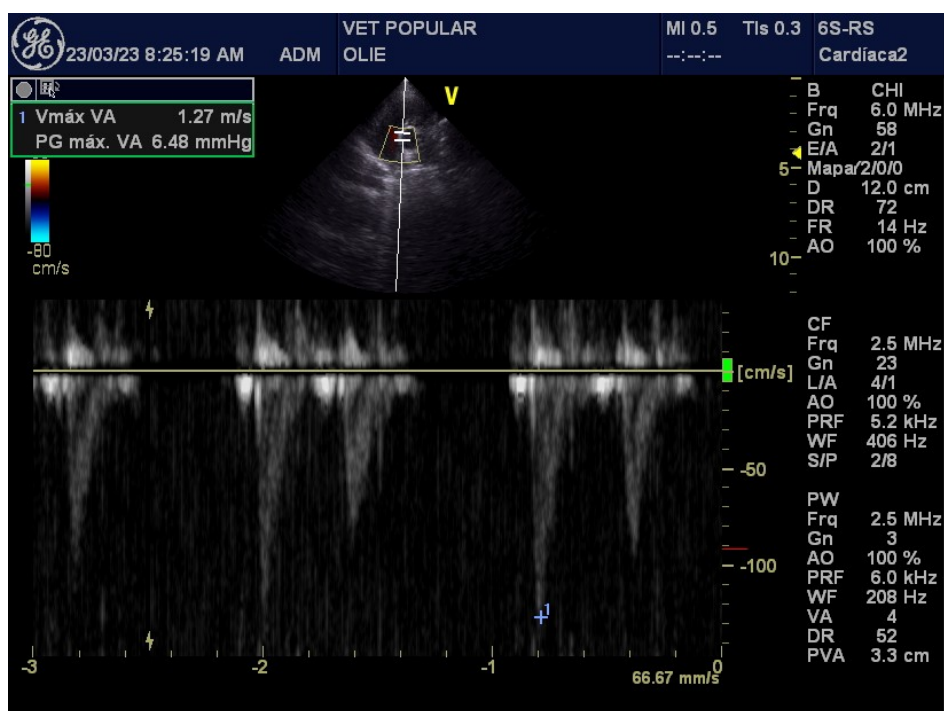 VET POPULAR
MI 0.5 TIs 0.3 6S-RS
23/03/23 8:25:19 AM ADM OLIE --:--:-- Cardíaca2
1 Vmáx VA 1.27 m/s
PG máx. VA 6.48 mmHg
-80
cm/s
V
5
10
B CHI
Frq 6.0 MHz
Gn 58
E/A 2/1
Mapa/2/0/0
D 12.0 cm
DR 72
FR 14 Hz
AO 100 %
CF
Frq 2.5 MHz
Gn 23
L/A 4/1
AO 100 %
PRF 5.2 kHz
WF 406 Hz
S/P 2/8
PW
Frq 2.5 MHz
Gn 3
AO 100 %
PRF 6.0 kHz
WF 208 Hz
VA 4
DR 52
PVA 3.3 cm
[cm/s]
-50
-100
1
-3 -2 -1 0
66.67 mm/s